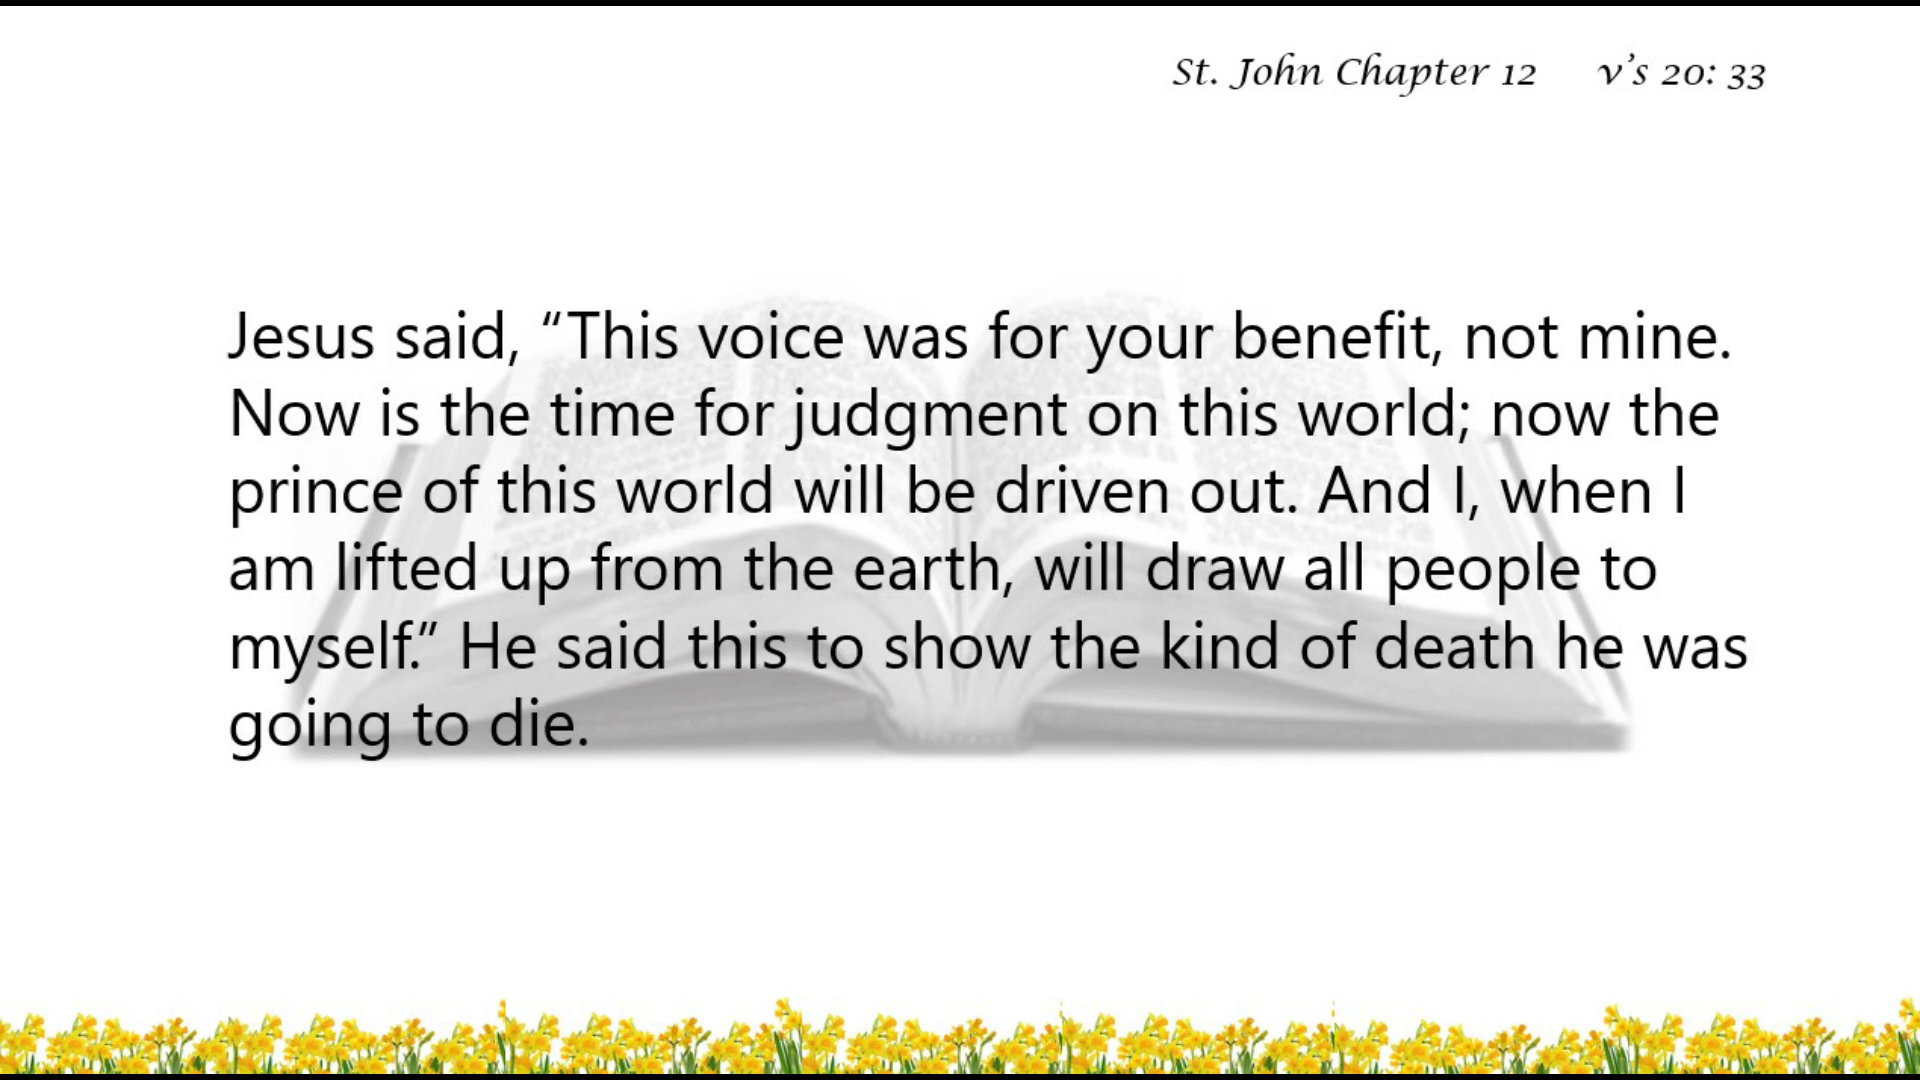 St. John Chapter 12 v’s 20: 33
Jesus said, “This voice was for your benefit, not mine.
Now is the time for judgment on this world; now the
prince of this world will be driven out. And I, when I
am lifted up from the earth, will draw all people to
myself.” He said this to show the kind of death he was
going to die.